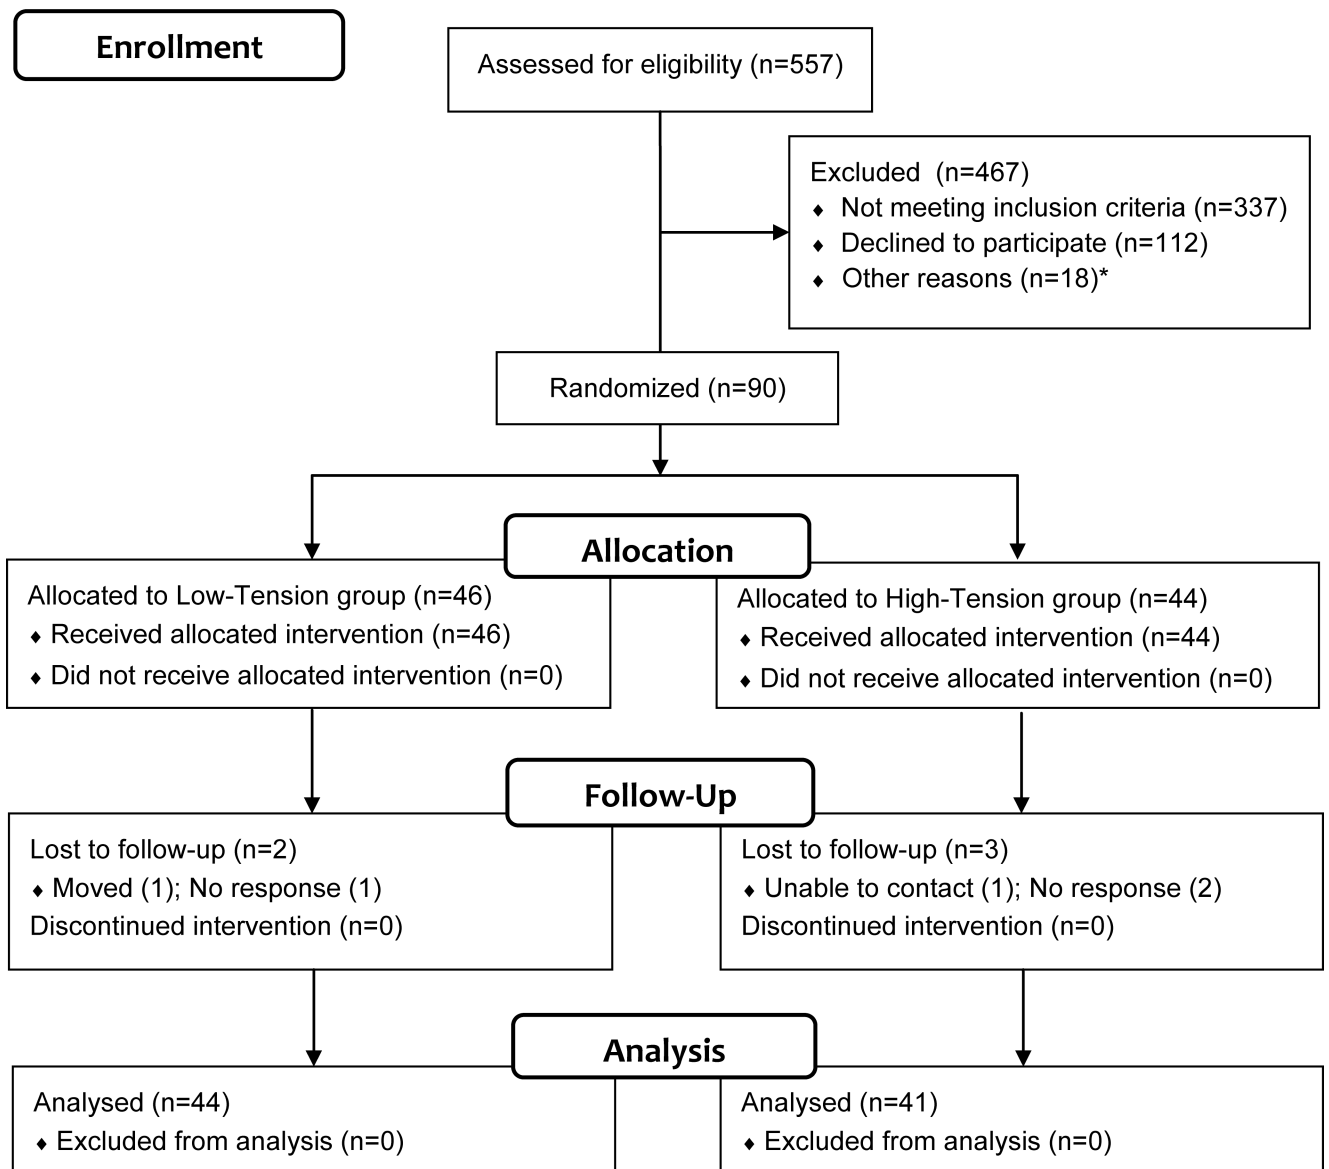 Enrollment
Assessed for eligibility (n=557)
Excluded  (n=467)
♦ Not meeting inclusion criteria (n=337)
♦ Declined to participate (n=112)
♦ Other reasons (n=18)*
Randomized (n=90)
Allocation
Allocated to Low-Tension group (n=46)
♦ Received allocated intervention (n=46)
♦ Did not receive allocated intervention (n=0)
Allocated to High-Tension group (n=44)
♦ Received allocated intervention (n=44)
♦ Did not receive allocated intervention (n=0)
Follow-Up
Lost to follow-up (n=2)
♦ Moved (1); No response (1)
Discontinued intervention (n=0)
Lost to follow-up (n=3)
♦ Unable to contact (1); No response (2)
Discontinued intervention (n=0)
Analysis
Analysed (n=44)
♦ Excluded from analysis (n=0)
Analysed (n=41)
♦ Excluded from analysis (n=0)